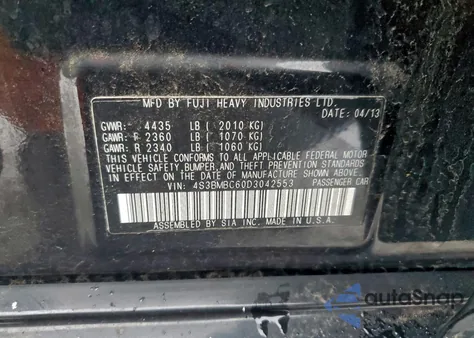 MFD BY FUJI HEAVY INDUSTRIES LTD.
DATE: 04/13
GVWR: 4435 LB ( 2010 KG)
GAWR: F 2360 LB ( 1070 KG)
GAWR: R 2340 LB ( 1060 KG)
THIS VEHICLE CONFORMS TO ALL APPLICABLE FEDERAL MOTOR
VEHICLE SAFETY, BUMPER, AND THEFT PREVENTION STANDARDS
IN EFFECT ON THE DATE OF MANUFACTURE SHOWN ABOVE.
VIN: 4S3BMBC60D3042553 PASSENGER CAR
ASSEMBLED BY SIA INC. MADE IN U.S.A.
autoSnap